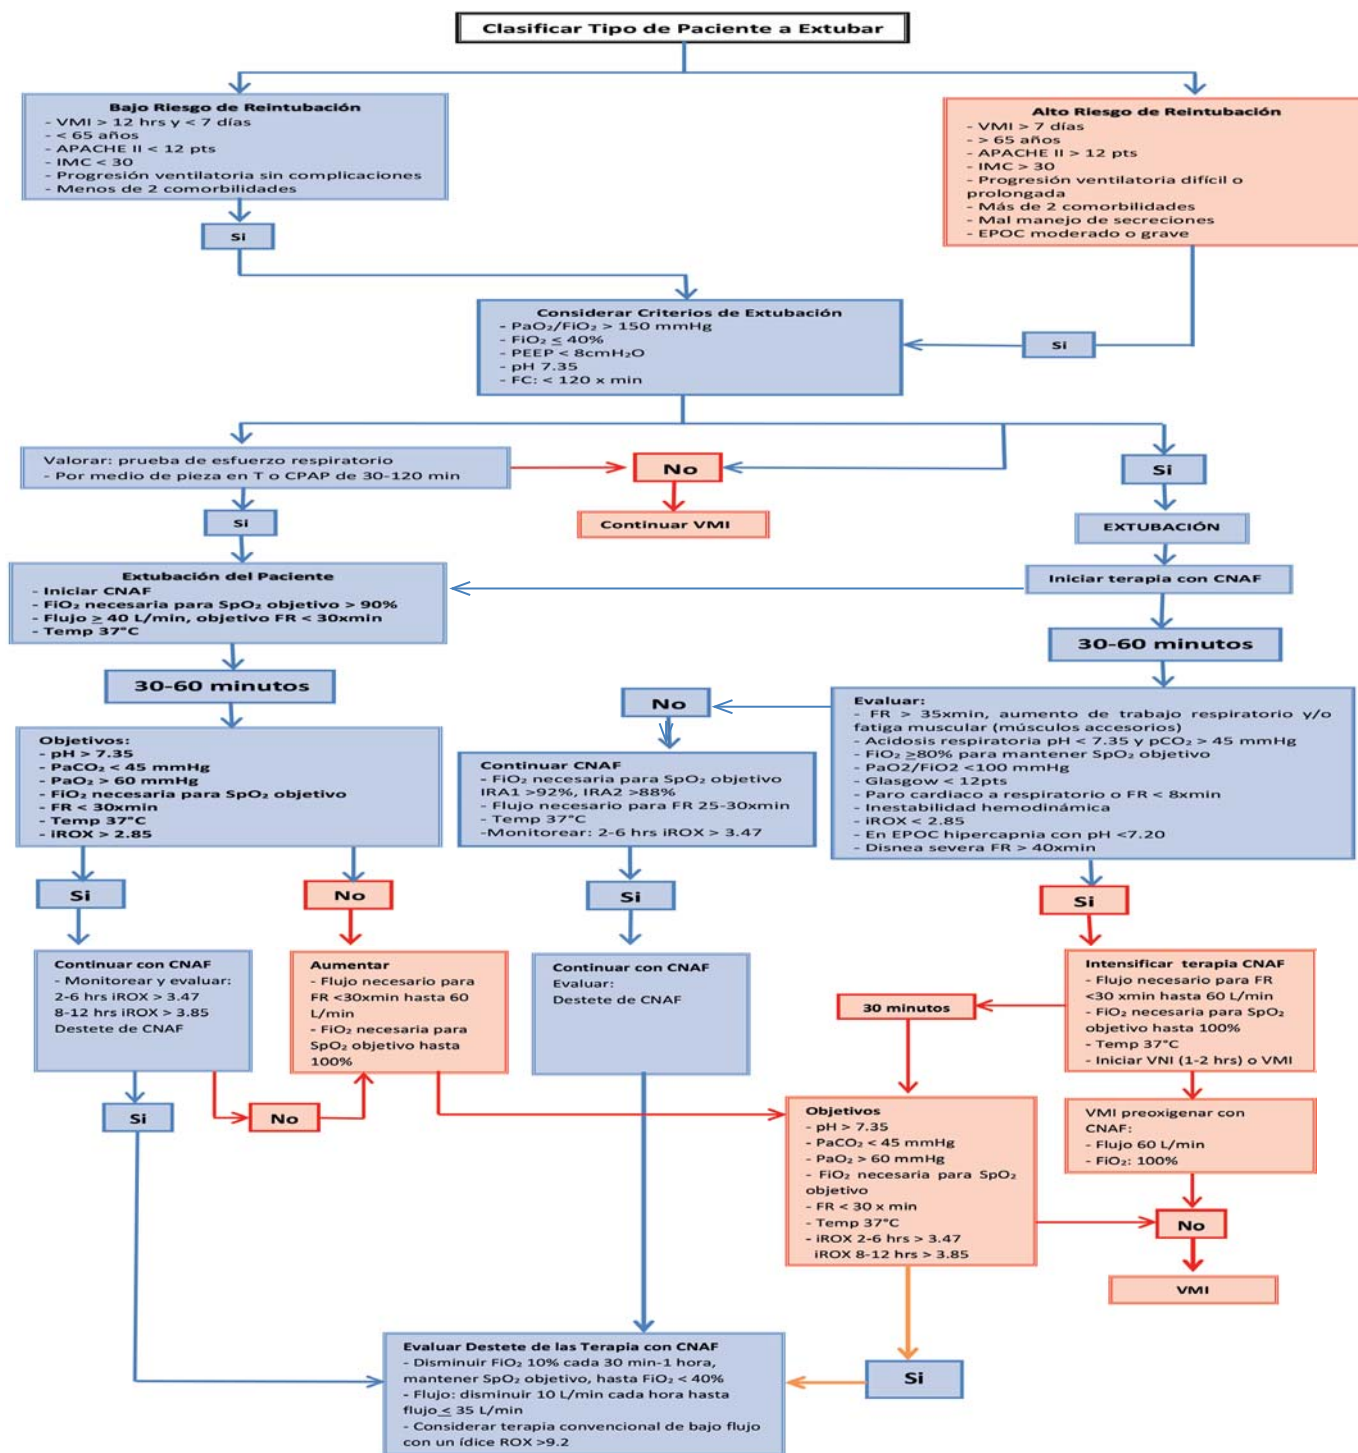 Clasificar Tipo de Paciente a Extubar
Bajo Riesgo de Reintubación
- VMI > 12 hrs y < 7 días
- < 65 años
- APACHE II < 12 pts
- IMC < 30
- Progresión ventilatoria sin complicaciones
- Menos de 2 comorbilidades
Alto Riesgo de Reintubación
- VMI > 7 días
- > 65 años
- APACHE II > 12 pts
- IMC > 30
- Progresión ventilatoria difícil o
prolongada
- Más de 2 comorbilidades
- Mal manejo de secreciones
- EPOC moderado o grave
Si
Considerar Criterios de Extubación
- PaO₂/FiO₂ > 150 mmHg
- FiO₂ ≤ 40%
- PEEP < 8cmH₂O
- pH 7.35
- FC: < 120 x min
Si
Valorar: prueba de esfuerzo respiratorio
- Por medio de pieza en T o CPAP de 30-120 min
No
Si
Si
Continuar VMI
EXTUBACIÓN
Extubación del Paciente
- Iniciar CNAF
- FiO₂ necesaria para SpO₂ objetivo > 90%
- Flujo ≥ 40 L/min, objetivo FR < 30xmin
- Temp 37°C
Iniciar terapia con CNAF
30-60 minutos
30-60 minutos
No
Objetivos:
- pH > 7.35
- PaCO₂ < 45 mmHg
- PaO₂ > 60 mmHg
- FiO₂ necesaria para SpO₂ objetivo
- FR < 30xmin
- Temp 37°C
- iROX > 2.85
Continuar CNAF
- FiO₂ necesaria para SpO₂ objetivo
IRA1 >92%, IRA2 >88%
- Flujo necesario para FR 25-30xmin
- Temp 37°C
-Monitorear: 2-6 hrs iROX > 3.47
Evaluar:
- FR > 35xmin, aumento de trabajo respiratorio y/o
fatiga muscular (músculos accesorios)
- Acidosis respiratoria pH < 7.35 y pCO₂ > 45 mmHg
- FiO₂ ≥80% para mantener SpO₂ objetivo
- PaO2/FiO2 <100 mmHg
- Glasgow < 12pts
- Paro cardiaco a respiratorio o FR < 8xmin
- Inestabilidad hemodinámica
- iROX < 2.85
- En EPOC hipercapnia con pH <7.20
- Disnea severa FR > 40xmin
Si
No
Si
Si
Continuar con CNAF
- Monitorear y evaluar:
2-6 hrs iROX > 3.47
8-12 hrs iROX > 3.85
Destete de CNAF
Aumentar
- Flujo necesario para
FR <30xmin hasta 60
L/min
- FiO₂ necesaria para
SpO₂ objetivo hasta
100%
Continuar con CNAF
Evaluar:
Destete de CNAF
30 minutos
Intensificar terapia CNAF
- Flujo necesario para FR
<30 xmin hasta 60 L/min
- FiO₂ necesaria para SpO₂
objetivo hasta 100%
- Temp 37°C
- Iniciar VNI (1-2 hrs) o VMI
Si
No
Objetivos
- pH > 7.35
- PaCO₂ < 45 mmHg
- PaO₂ > 60 mmHg
- FiO₂ necesaria para SpO₂
objetivo
- FR < 30 x min
- Temp 37°C
- iROX 2-6 hrs > 3.47
iROX 8-12 hrs > 3.85
VMI preoxigenar con
CNAF:
- Flujo 60 L/min
- FiO₂: 100%
No
VMI
Evaluar Destete de las Terapia con CNAF
- Disminuir FiO₂ 10% cada 30 min-1 hora,
mantener SpO₂ objetivo, hasta FiO₂ < 40%
- Flujo: disminuir 10 L/min cada hora hasta
flujo ≤ 35 L/min
- Considerar terapia convencional de bajo flujo
con un ídice ROX >9.2
Si